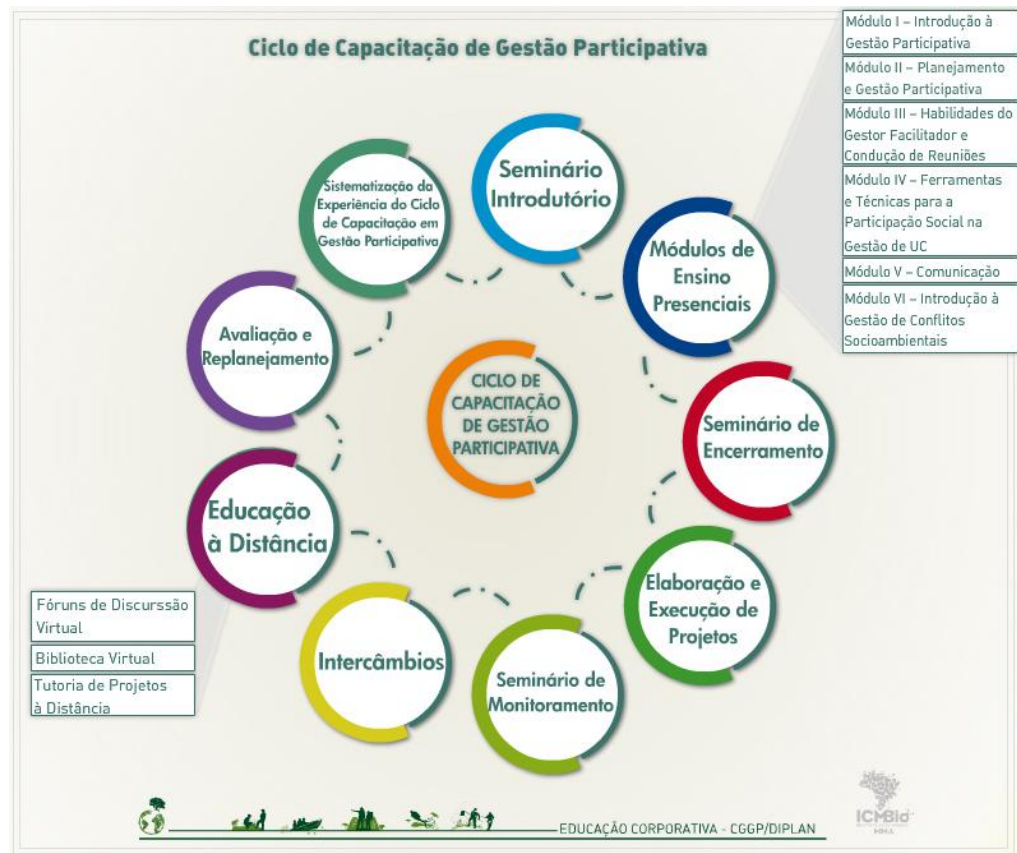 Ciclo de Capacitação de Gestão Participativa
Módulo I – Introdução à
Gestão Participativa
Módulo II – Planejamento
e Gestão Participativa
Módulo III – Habilidades do
Gestor Facilitador e
Condução de Reuniões
Módulo IV – Ferramentas
e Técnicas para a
Participação Social na
Gestão de UC
Módulo V – Comunicação
Módulo VI – Introdução à
Gestão de Conflitos
Socioambientais
Seminário
Introdutório
Módulos de
Ensino
Presenciais
Seminário de
Encerramento
Elaboração e
Execução de
Projetos
Seminário de
Monitoramento
Intercâmbios
Educação
à Distância
Avaliação e
Replanejamento
Sistematização da
Experiência do Ciclo
de Capacitação em
Gestão Participativa
CICLO DE
CAPACITAÇÃO
DE GESTÃO
PARTICIPATIVA
Fóruns de Discurssão
Virtual
Biblioteca Virtual
Tutoria de Projetos
à Distância
EDUCAÇÃO CORPORATIVA - CGGP/DIPLAN
ICMBio
MMA